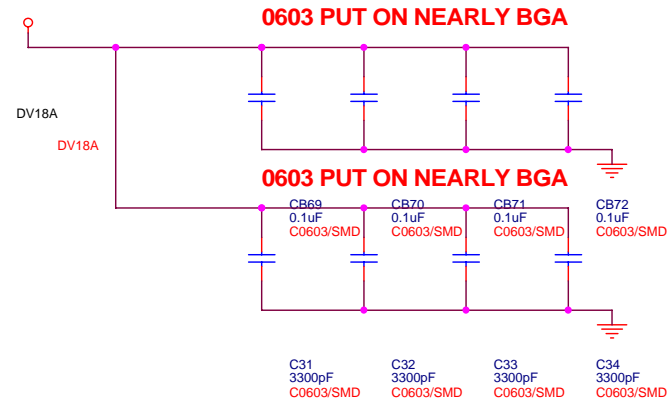 0603 PUT ON NEARLY BGA
DV18A
DV18A
0603 PUT ON NEARLY BGA
CB69 CB70 CB71 CB72
0.1uF 0.1uF 0.1uF 0.1uF
C0603/SMD C0603/SMD C0603/SMD C0603/SMD
C31 C32 C33 C34
3300pF 3300pF 3300pF 3300pF
C0603/SMD C0603/SMD C0603/SMD C0603/SMD